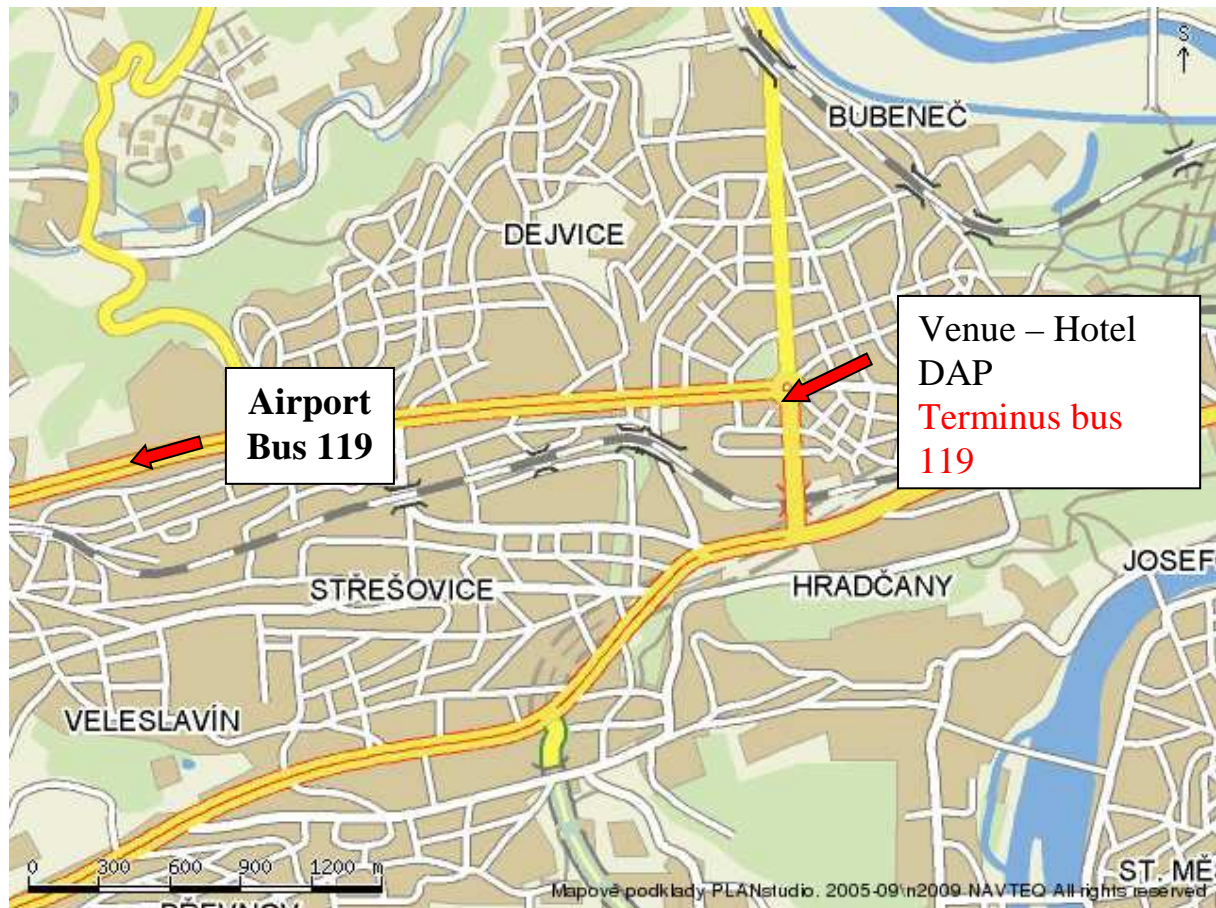 S
BUBENEČ
DEJVICE
Venue – Hotel
DAP
Terminus bus
119
Airport
Bus 119
JOSEF
STŘEŠOVICE
HRADČANY
VELESLAVÍN
0 300 600 900 1200 m
ST. MĚ
Mapové podklady PLANstudio. 2005-09\n2009 NAVTEQ All rights reserved